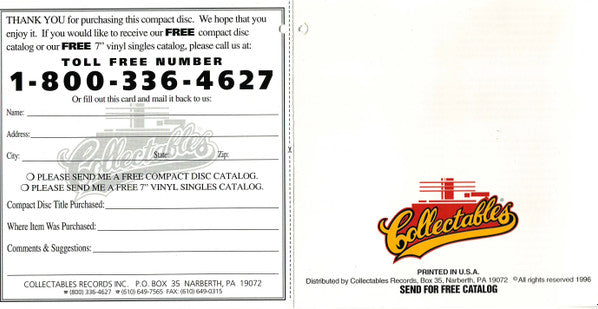 THANK YOU for purchasing this compact disc. We hope that you
enjoy it. If you would like to receive our FREE compact disc
catalog or our FREE 7" vinyl singles catalog, please call us at:
TOLL FREE NUMBER
1-800-336-4627
Or fill out this card and mail it back to us:
Name:
Address:
Collectables
City: State: Zip:
❍ PLEASE SEND ME A FREE COMPACT DISC CATALOG.
❍ PLEASE SEND ME A FREE 7" VINYL SINGLES CATALOG.
Compact Disc Title Purchased:
Where Item Was Purchased:
Comments & Suggestions:
COLLECTABLES RECORDS INC. P.O. BOX 35 NARBERTH, PA 19072
• (800) 336-4627 • (610) 649-7565 FAX: (610) 649-0315
Collectables
PRINTED IN U.S.A.
Distributed by Collectables Records, Box 35, Narberth, PA 19072 ©All rights reserved 1996
SEND FOR FREE CATALOG